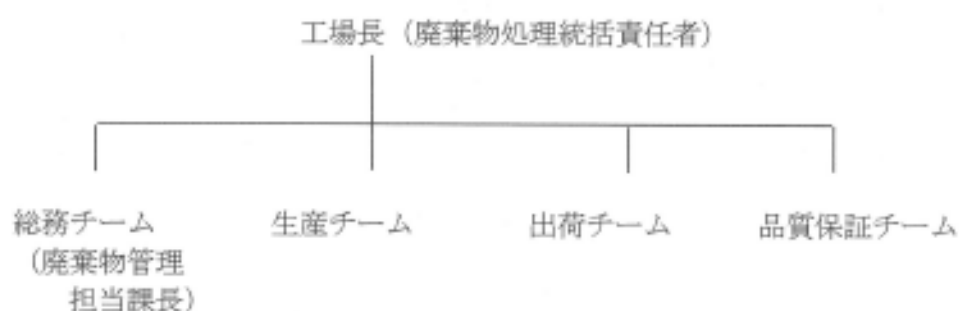 工場長（廃棄物処理統括責任者）
総務チーム 生産チーム 出荷チーム 品質保証チーム
（廃棄物管理
担当課長）